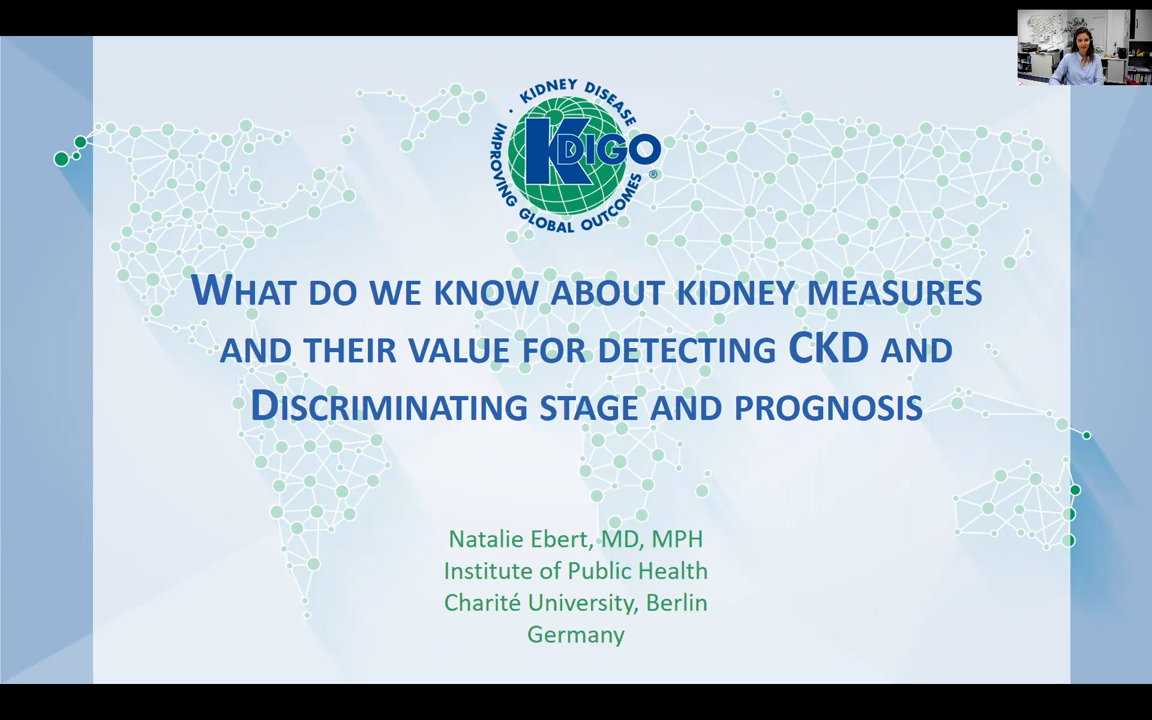 · KIDNEY DISEASE
IMPROVING GLOBAL OUTCOMES
KDIGO®
WHAT DO WE KNOW ABOUT KIDNEY MEASURES
AND THEIR VALUE FOR DETECTING CKD AND
DISCRIMINATING STAGE AND PROGNOSIS
Natalie Ebert, MD, MPH
Institute of Public Health
Charité University, Berlin
Germany